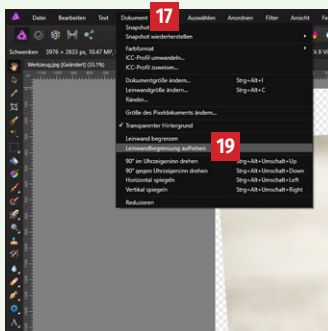 Datei Bearbeiten Text Dokument 17 Auswählen Anordnen Filter Ansicht
Snapshot
Snapshot wiederherstellen
Schwenken 3976 × 2633 px, 10.47 MP,
Farbformat
Werkzeug.jpg [Geändert] (33.1%)
ICC-Profil umwandeln...
ICC-Profil zuweisen...
Dokumentgröße ändern... Strg+Alt+I
Leinwandgröße ändern... Strg+Alt+C
Ränder...
Größe des Pixeldokuments ändern...
✓ Transparenter Hintergrund
Leinwand begrenzen
Leinwandbegrenzung aufheben 19
90° im Uhrzeigersinn drehen Strg+Alt+Umschalt+Up
90° gegen Uhrzeigersinn drehen Strg+Alt+Umschalt+Down
Horizontal spiegeln Strg+Alt+Umschalt+Left
Vertikal spiegeln Strg+Alt+Umschalt+Right
Reduzieren